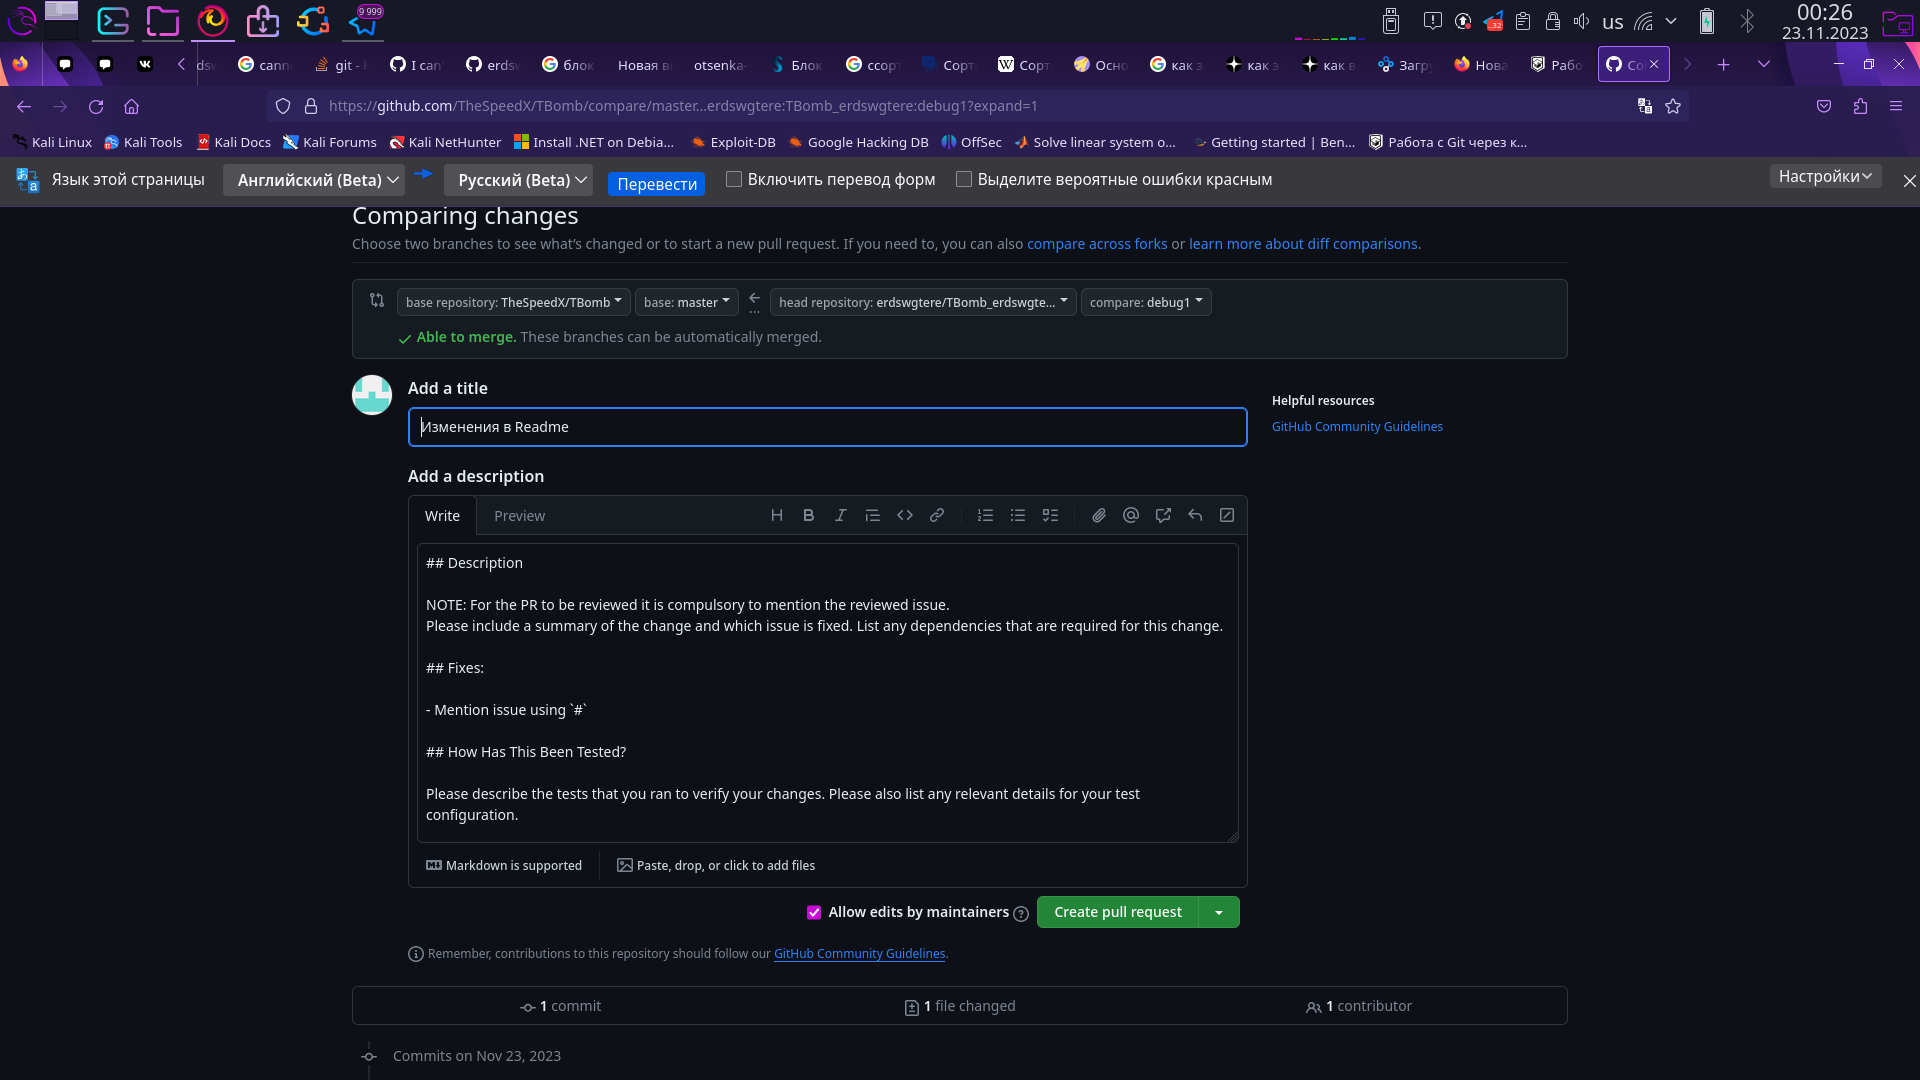 9 999
32
us
00:26
23.11.2023
cann
git -
I can
erds
блок
Новая в
otsenka-
Блок
ссорт
Сорт
Сорт
Осно
как з
как з
как в
Загру
Нова
Рабо
Co
https://github.com/TheSpeedX/TBomb/compare/master...erdswgtere:TBomb_erdswgtere:debug1?expand=1
Kali Linux
Kali Tools
Kali Docs
Kali Forums
Kali NetHunter
Install .NET on Debia...
Exploit-DB
Google Hacking DB
OffSec
Solve linear system o...
Getting started | Ben...
Работа с Git через к...
Язык этой страницы
Английский (Beta)
Русский (Beta)
Перевести
Включить перевод форм
Выделите вероятные ошибки красным
Настройки
Comparing changes
Choose two branches to see what's changed or to start a new pull request. If you need to, you can also compare across forks or learn more about diff comparisons.
base repository: TheSpeedX/TBomb
base: master
...
head repository: erdswgtere/TBomb_erdswgte...
compare: debug1
Able to merge. These branches can be automatically merged.
Add a title
Изменения в Readme
Helpful resources
GitHub Community Guidelines
Add a description
Write
Preview
## Description
NOTE: For the PR to be reviewed it is compulsory to mention the reviewed issue.
Please include a summary of the change and which issue is fixed. List any dependencies that are required for this change.
## Fixes:
- Mention issue using `#`
## How Has This Been Tested?
Please describe the tests that you ran to verify your changes. Please also list any relevant details for your test
configuration.
Markdown is supported
Paste, drop, or click to add files
Allow edits by maintainers
Create pull request
Remember, contributions to this repository should follow our GitHub Community Guidelines.
1 commit
1 file changed
1 contributor
Commits on Nov 23, 2023